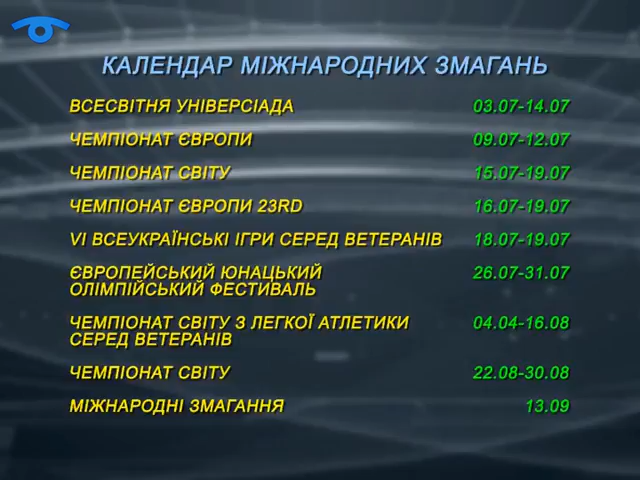 КАЛЕНДАР МІЖНАРОДНИХ ЗМАГАНЬ
ВСЕСВІТНЯ УНІВЕРСІАДА 03.07-14.07
ЧЕМПІОНАТ ЄВРОПИ 09.07-12.07
ЧЕМПІОНАТ СВІТУ 15.07-19.07
ЧЕМПІОНАТ ЄВРОПИ 23RD 16.07-19.07
VI ВСЕУКРАЇНСЬКІ ІГРИ СЕРЕД ВЕТЕРАНІВ 18.07-19.07
ЄВРОПЕЙСЬКИЙ ЮНАЦЬКИЙ 26.07-31.07
ОЛІМПІЙСЬКИЙ ФЕСТИВАЛЬ
ЧЕМПІОНАТ СВІТУ З ЛЕГКОЇ АТЛЕТИКИ 04.04-16.08
СЕРЕД ВЕТЕРАНІВ
ЧЕМПІОНАТ СВІТУ 22.08-30.08
МІЖНАРОДНІ ЗМАГАННЯ 13.09